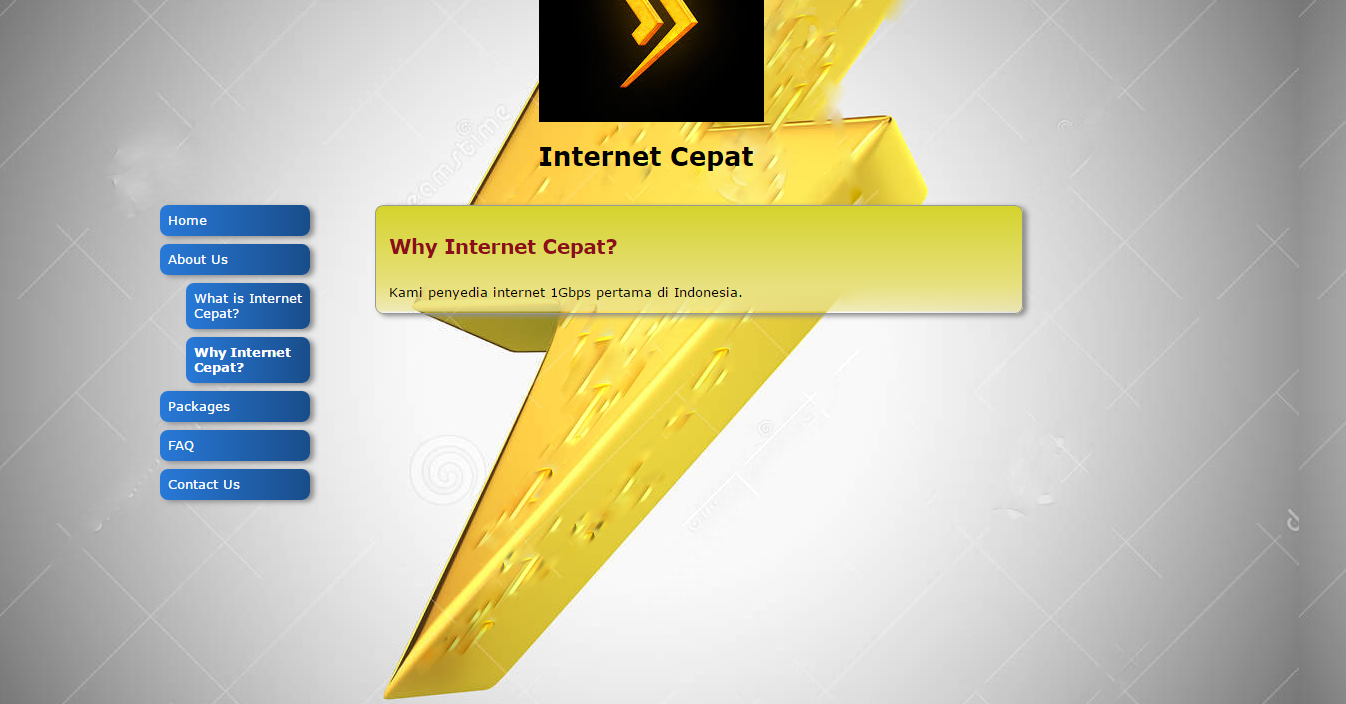 Internet Cepat
Home
About Us
What is Internet
Cepat?
Why Internet
Cepat?
Packages
FAQ
Contact Us
Why Internet Cepat?
Kami penyedia internet 1Gbps pertama di Indonesia.